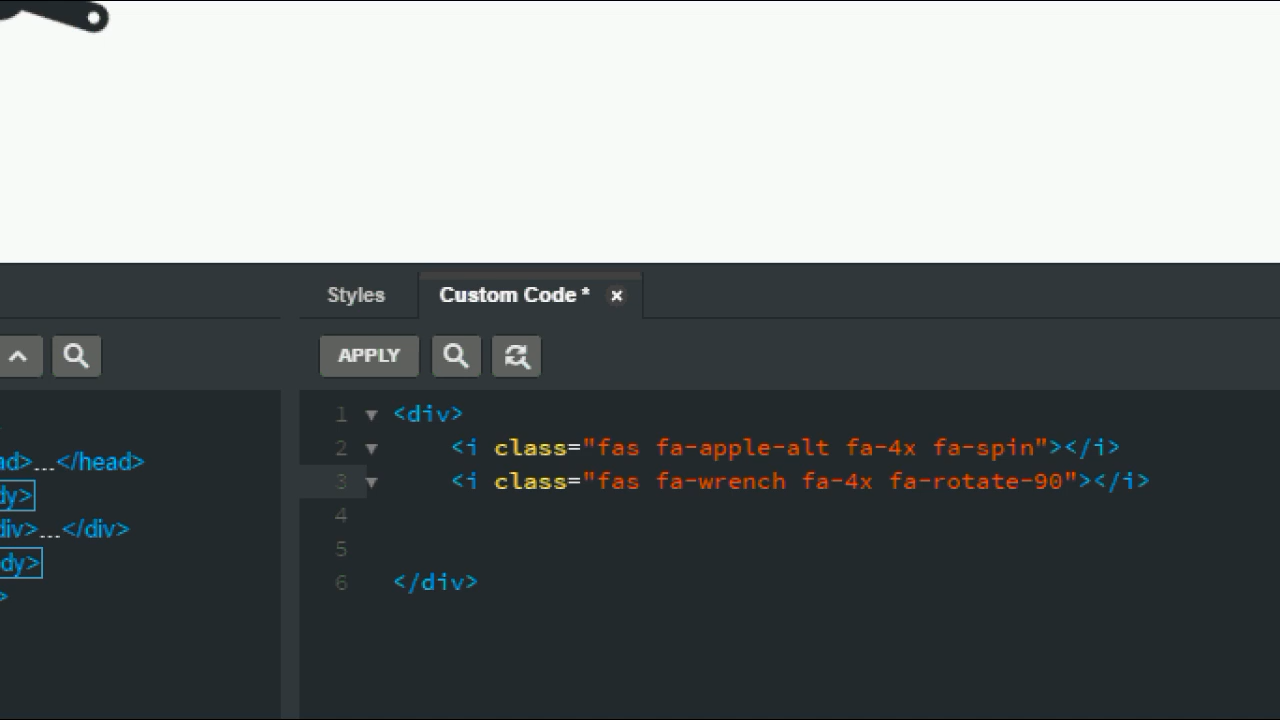 Styles
Custom Code *
APPLY
ad>...</head>
dy>
div>...</div>
dy>
>
1 <div>
2 <i class="fas fa-apple-alt fa-4x fa-spin"></i>
3 <i class="fas fa-wrench fa-4x fa-rotate-90"></i>
4
5
6 </div>